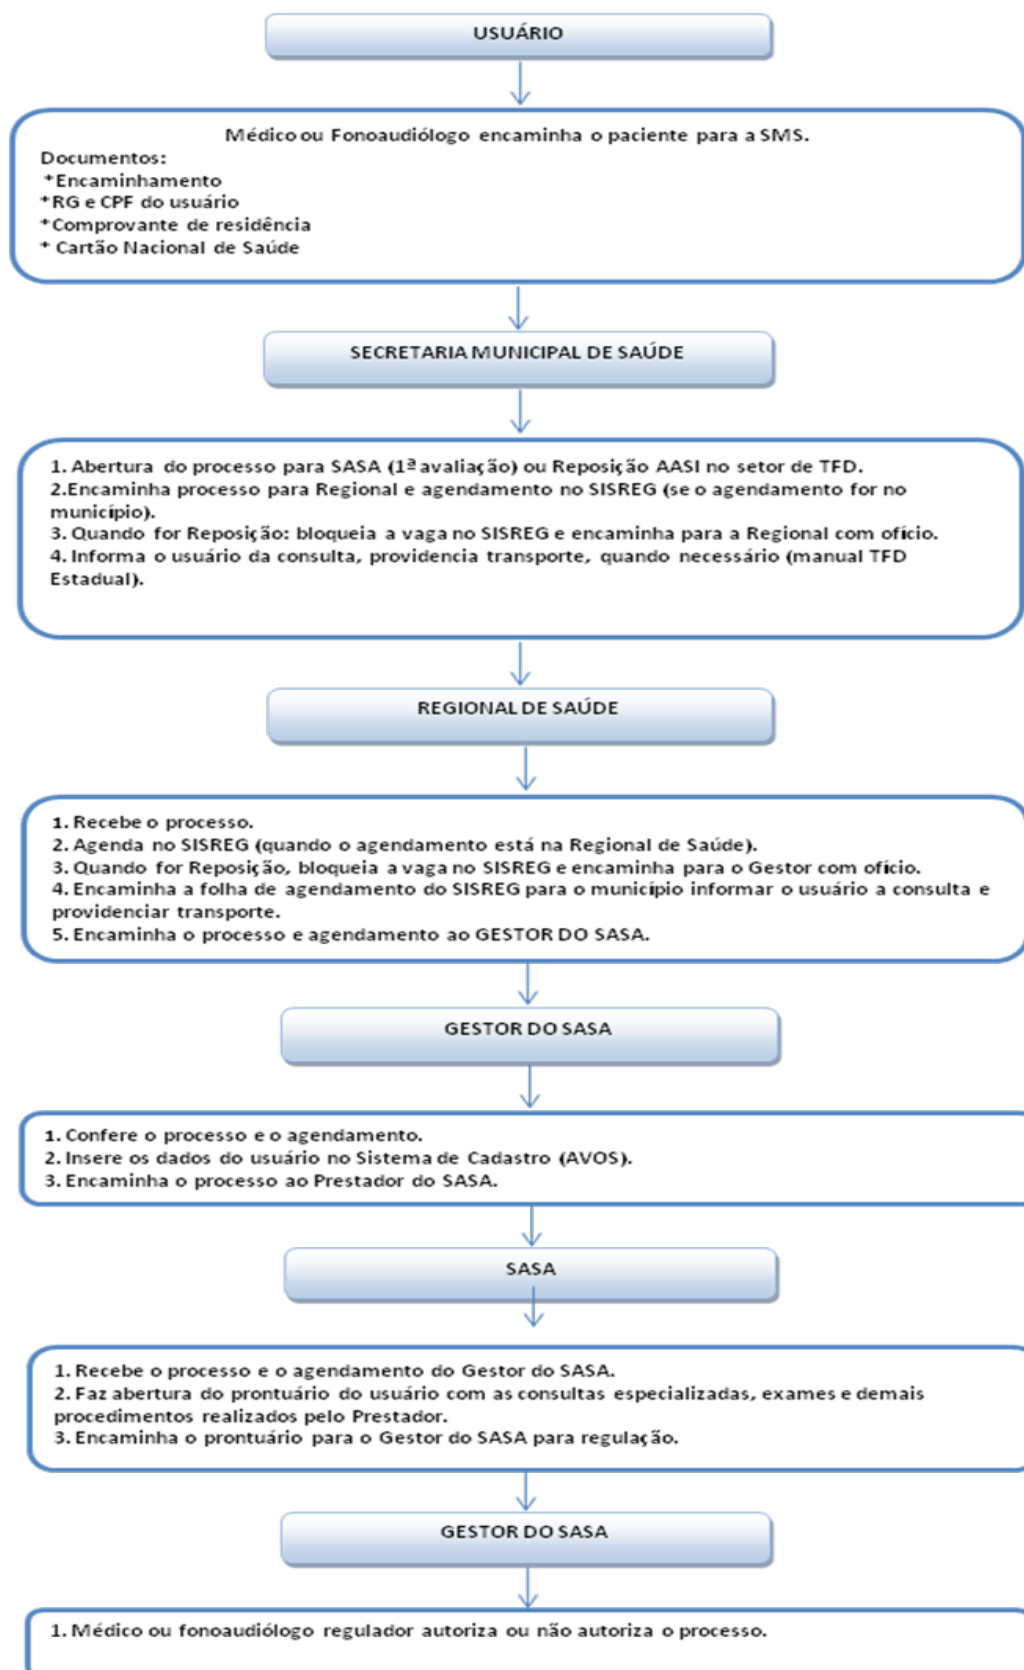 USUÁRIO
Médico ou Fonoaudiólogo encaminha o paciente para a SMS.
Documentos:
*Encaminhamento
*RG e CPF do usuário
*Comprovante de residência
* Cartão Nacional de Saúde
SECRETARIA MUNICIPAL DE SAÚDE
1. Abertura do processo para SASA (1ª avaliação) ou Reposição AASI no setor de TFD.
2.Encaminha processo para Regional e agendamento no SISREG (se o agendamento for no
município).
3. Quando for Reposição: bloqueia a vaga no SISREG e encaminha para a Regional com ofício.
4. Informa o usuário da consulta, providencia transporte, quando necessário (manual TFD
Estadual).
REGIONAL DE SAÚDE
1. Recebe o processo.
2. Agenda no SISREG (quando o agendamento está na Regional de Saúde).
3. Quando for Reposição, bloqueia a vaga no SISREG e encaminha para o Gestor com ofício.
4. Encaminha a folha de agendamento do SISREG para o município informar o usuário a consulta e
providenciar transporte.
5. Encaminha o processo e agendamento ao GESTOR DO SASA.
GESTOR DO SASA
1. Confere o processo e o agendamento.
2. Insere os dados do usuário no Sistema de Cadastro (AVOS).
3. Encaminha o processo ao Prestador do SASA.
SASA
1. Recebe o processo e o agendamento do Gestor do SASA.
2. Faz abertura do prontuário do usuário com as consultas especializadas, exames e demais
procedimentos realizados pelo Prestador.
3. Encaminha o prontuário para o Gestor do SASA para regulação.
GESTOR DO SASA
1. Médico ou fonoaudiólogo regulador autoriza ou não autoriza o processo.